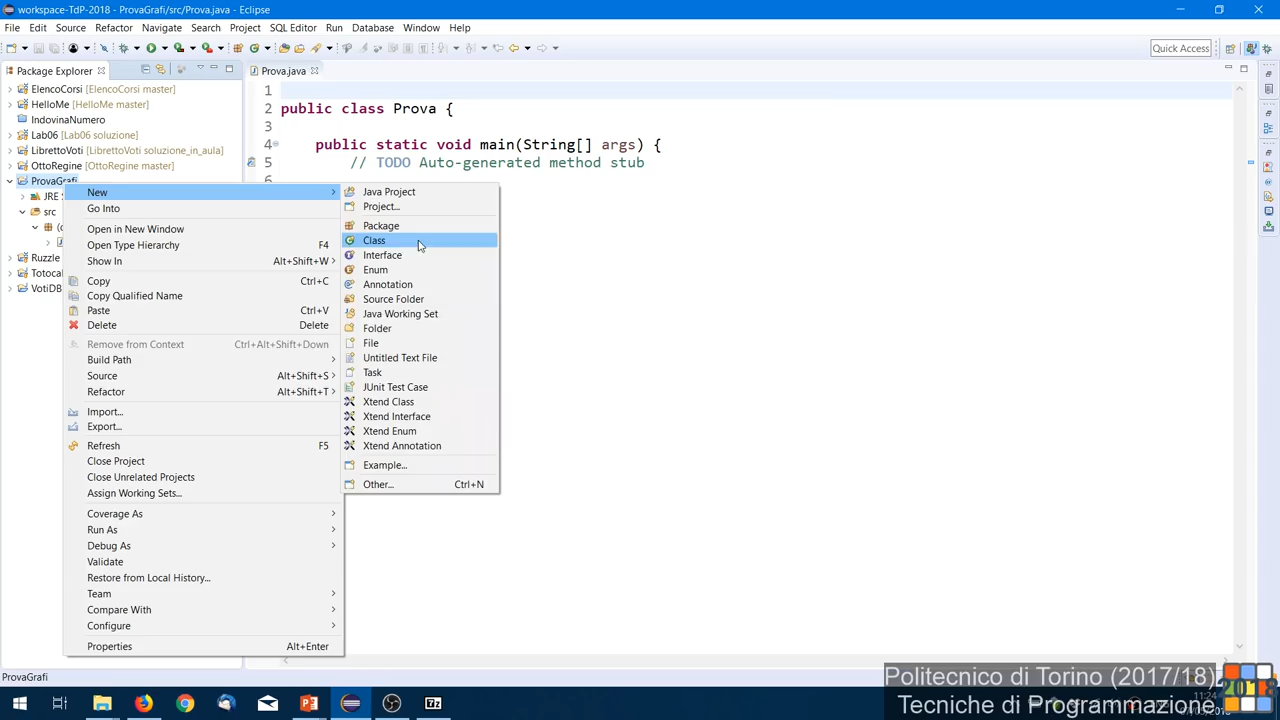 workspace-TdP-2018 - ProvaGrafi/src/Prova.java - Eclipse
File Edit Source Refactor Navigate Search Project SQL Editor Run Database Window Help
Quick Access
Package Explorer
Prova.java
ElencoCorsi [ElencoCorsi master]
HelloMe [HelloMe master]
IndovinaNumero
Lab06 [Lab06 soluzione]
LibrettoVoti [LibrettoVoti soluzione_in_aula]
OttoRegine [OttoRegine master]
ProvaGrafi
JRE
src
Ruzzle
Totocal
VotiDB
1
2 public class Prova {
3
4 public static void main(String[] args) {
5 // TODO Auto-generated method stub
6
New
Go Into
Open in New Window
Open Type Hierarchy F4
Show In Alt+Shift+W
Copy Ctrl+C
Copy Qualified Name
Paste Ctrl+V
Delete Delete
Remove from Context Ctrl+Alt+Shift+Down
Build Path
Source Alt+Shift+S
Refactor Alt+Shift+T
Import...
Export...
Refresh F5
Close Project
Close Unrelated Projects
Assign Working Sets...
Coverage As
Run As
Debug As
Validate
Restore from Local History...
Team
Compare With
Configure
Properties Alt+Enter
Java Project
Project...
Package
Class
Interface
Enum
Annotation
Source Folder
Java Working Set
Folder
File
Untitled Text File
Task
JUnit Test Case
Xtend Class
Xtend Interface
Xtend Enum
Xtend Annotation
Example...
Other... Ctrl+N
ProvaGrafi
Politecnico di Torino (2017/18)
Tecniche di Programmazione
2018
11:24